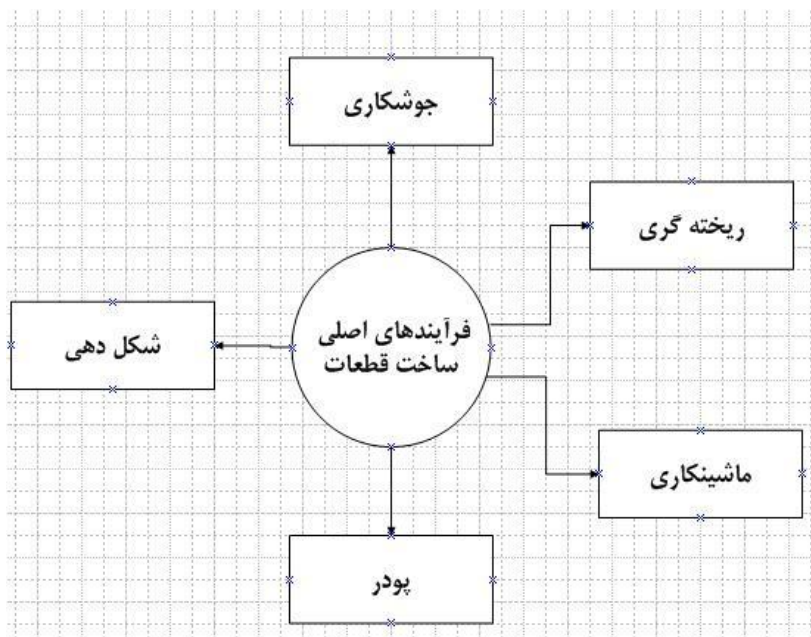 جوشکاری
ریخته گری
فرآیندهای اصلی
ساخت قطعات
شکل دهی
ماشینکاری
پودر